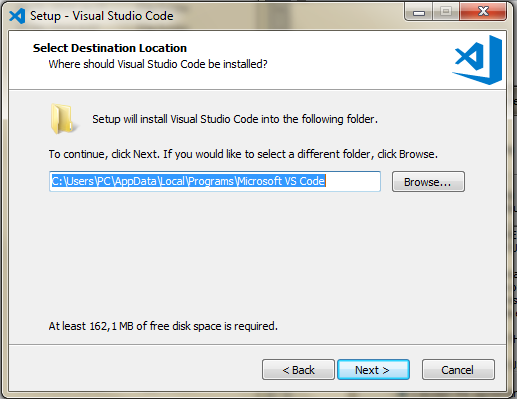 Setup - Visual Studio Code
Select Destination Location
Where should Visual Studio Code be installed?
Setup will install Visual Studio Code into the following folder.
To continue, click Next. If you would like to select a different folder, click Browse.
C:\Users\PC\AppData\Local\Programs\Microsoft VS Code
Browse...
At least 162,1 MB of free disk space is required.
< Back
Next >
Cancel